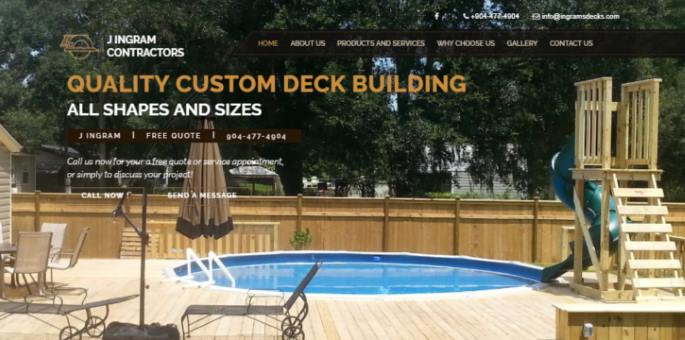 +904-477-4904 info@ingramsdecks.com
J INGRAM
CONTRACTORS
HOME ABOUT US PRODUCTS AND SERVICES WHY CHOOSE US GALLERY CONTACT US
QUALITY CUSTOM DECK BUILDING
ALL SHAPES AND SIZES
J INGRAM | FREE QUOTE | 904-477-4904
Call us now for your a free quote or service appointment,
or simply to discuss your project!
CALL NOW SEND A MESSAGE